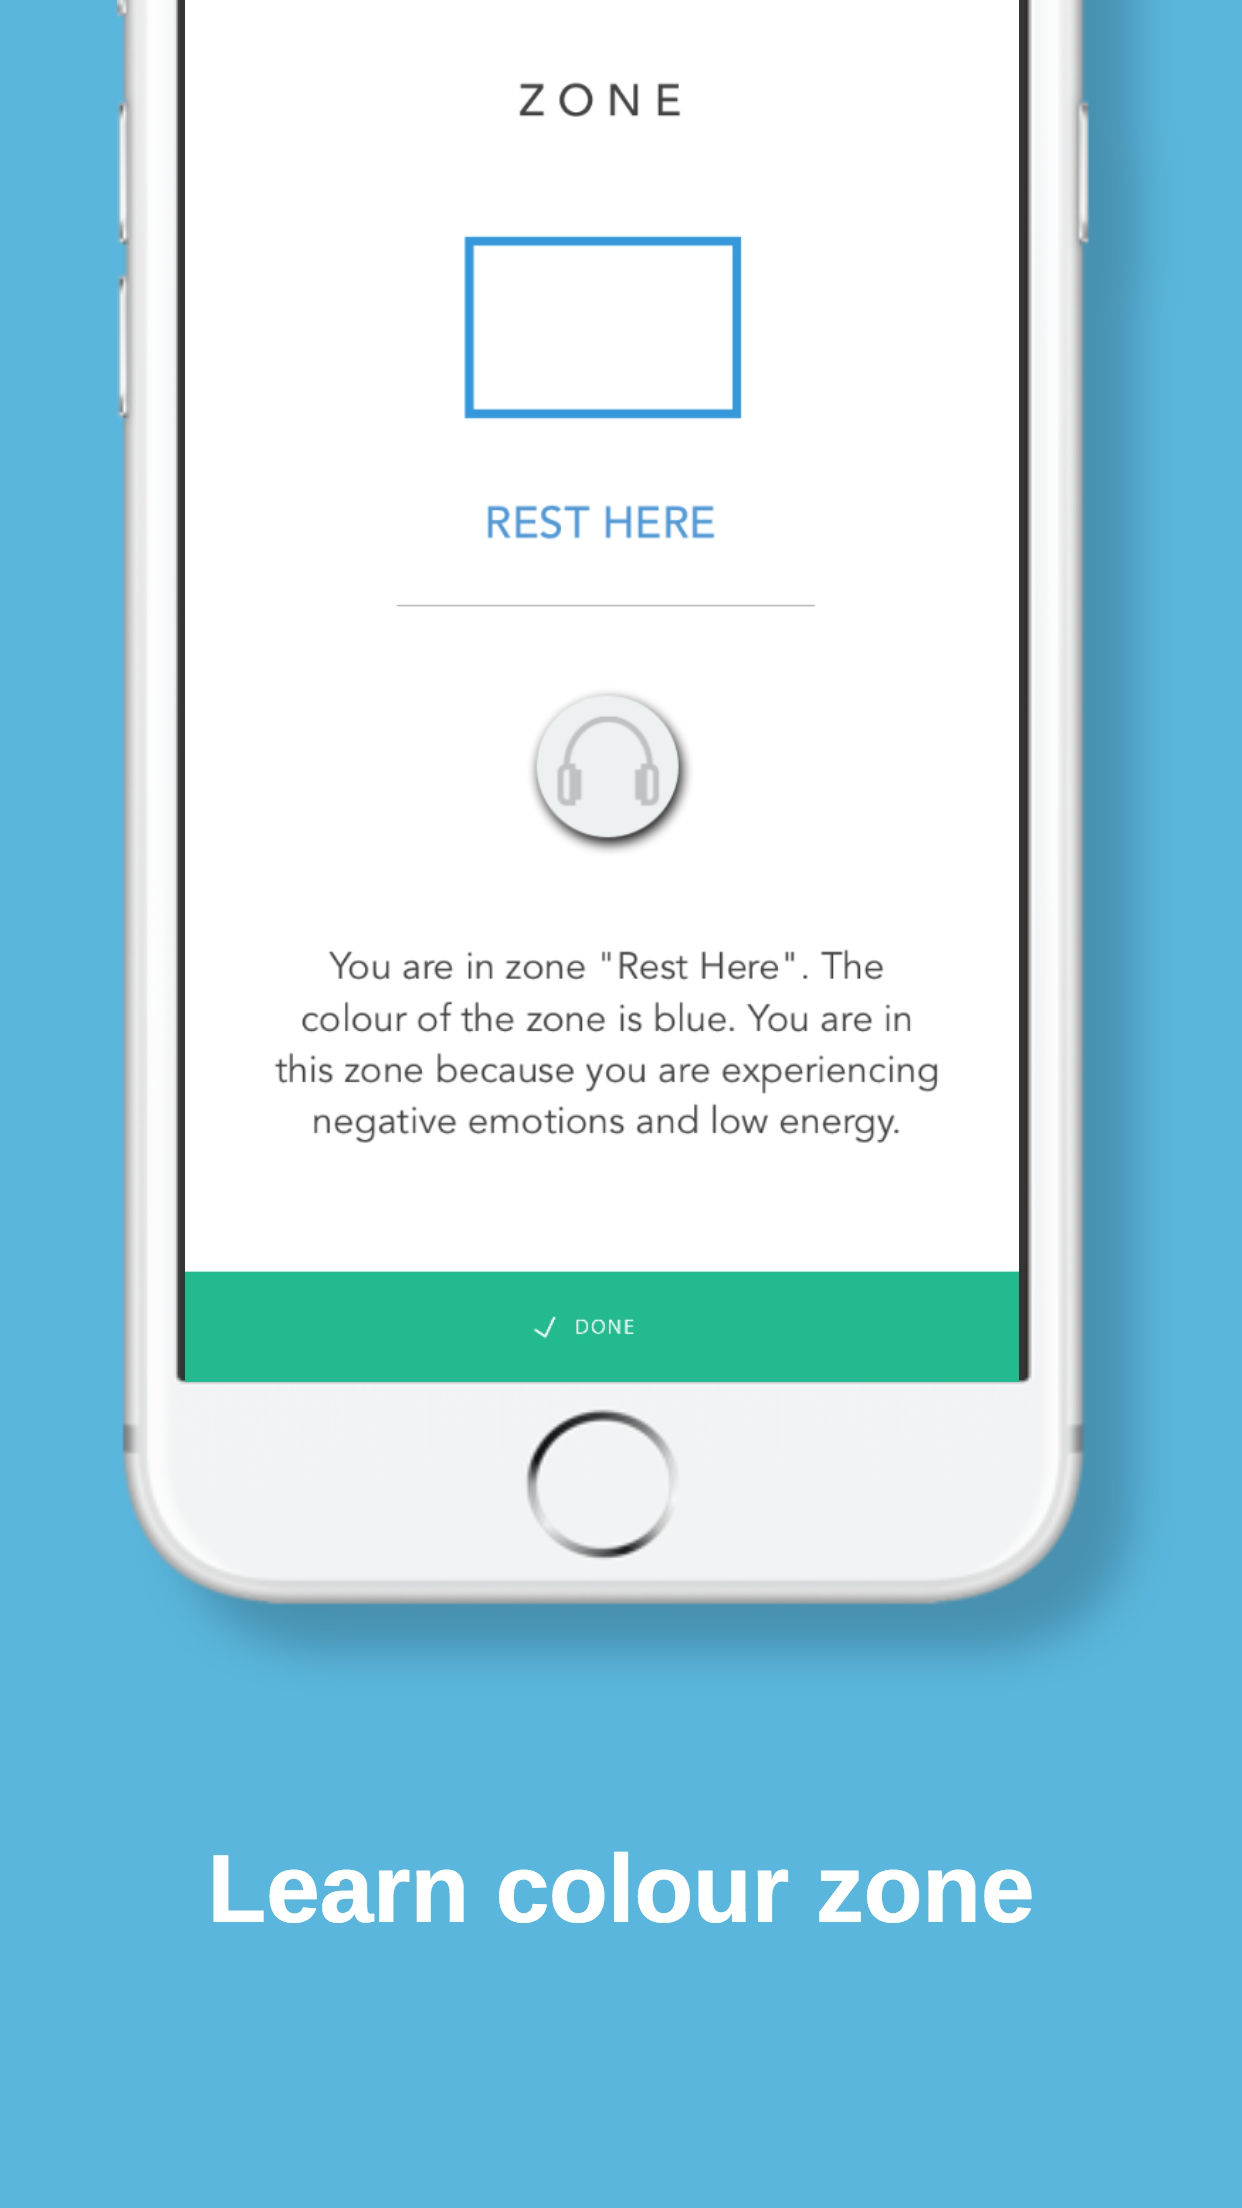 ZONE
REST HERE
You are in zone "Rest Here". The
colour of the zone is blue. You are in
this zone because you are experiencing
negative emotions and low energy.
DONE
Learn colour zone